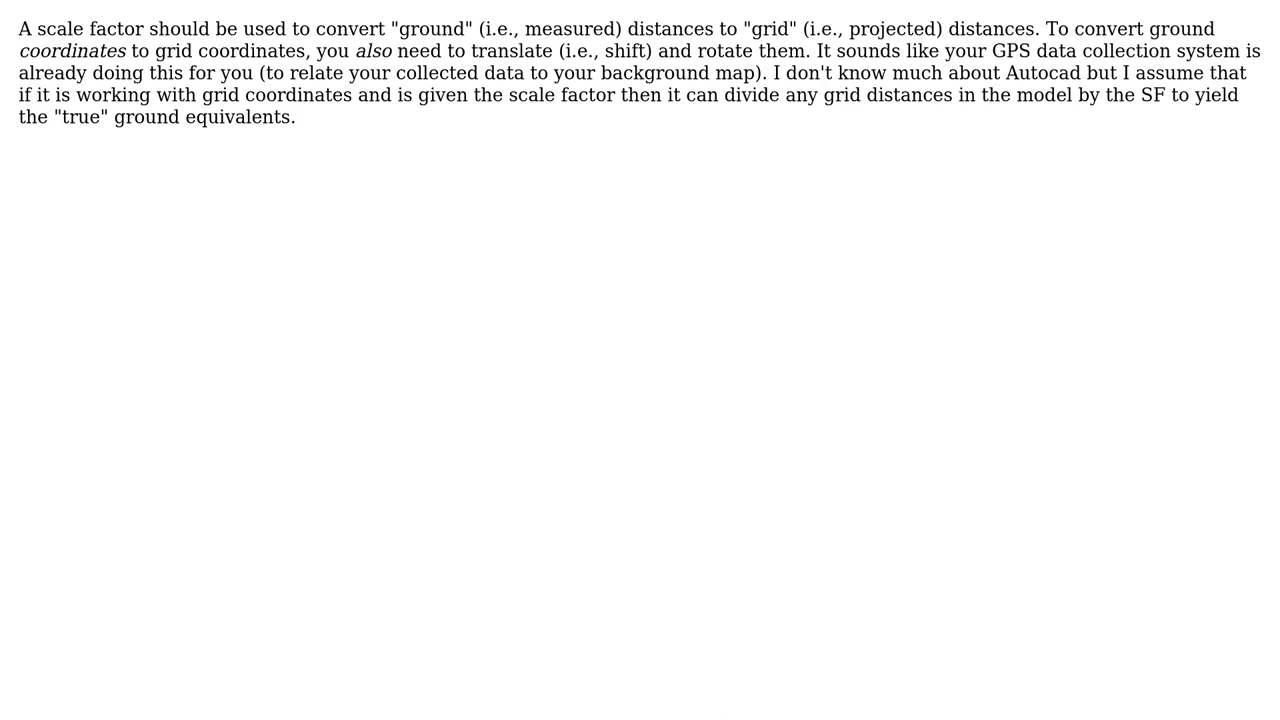 A scale factor should be used to convert "ground" (i.e., measured) distances to "grid" (i.e., projected) distances. To convert ground
coordinates to grid coordinates, you also need to translate (i.e., shift) and rotate them. It sounds like your GPS data collection system is
already doing this for you (to relate your collected data to your background map). I don't know much about Autocad but I assume that
if it is working with grid coordinates and is given the scale factor then it can divide any grid distances in the model by the SF to yield
the "true" ground equivalents.